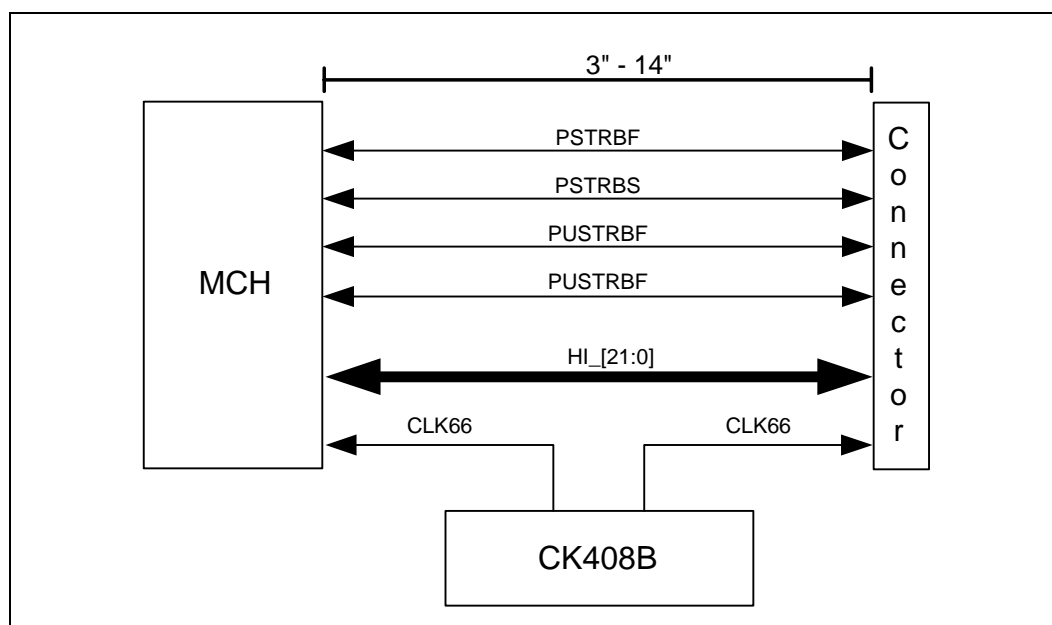 3" - 14"
PSTRBF
PSTRBS
PUSTRBF
PUSTRBF
MCH
Connector
HI_[21:0]
CLK66
CLK66
CK408B